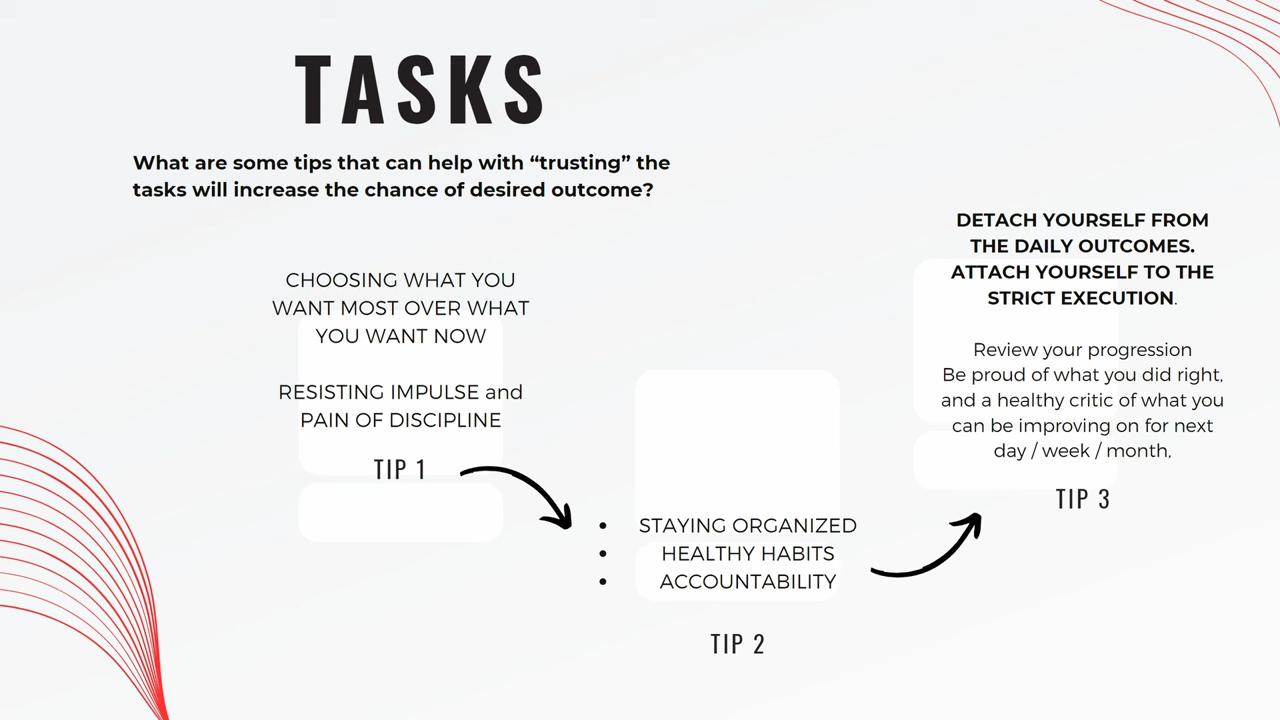 TASKS
What are some tips that can help with “trusting” the
tasks will increase the chance of desired outcome?
CHOOSING WHAT YOU
WANT MOST OVER WHAT
YOU WANT NOW
RESISTING IMPULSE and
PAIN OF DISCIPLINE
TIP 1
• STAYING ORGANIZED
• HEALTHY HABITS
• ACCOUNTABILITY
TIP 2
DETACH YOURSELF FROM
THE DAILY OUTCOMES.
ATTACH YOURSELF TO THE
STRICT EXECUTION.
Review your progression
Be proud of what you did right,
and a healthy critic of what you
can be improving on for next
day / week / month,
TIP 3